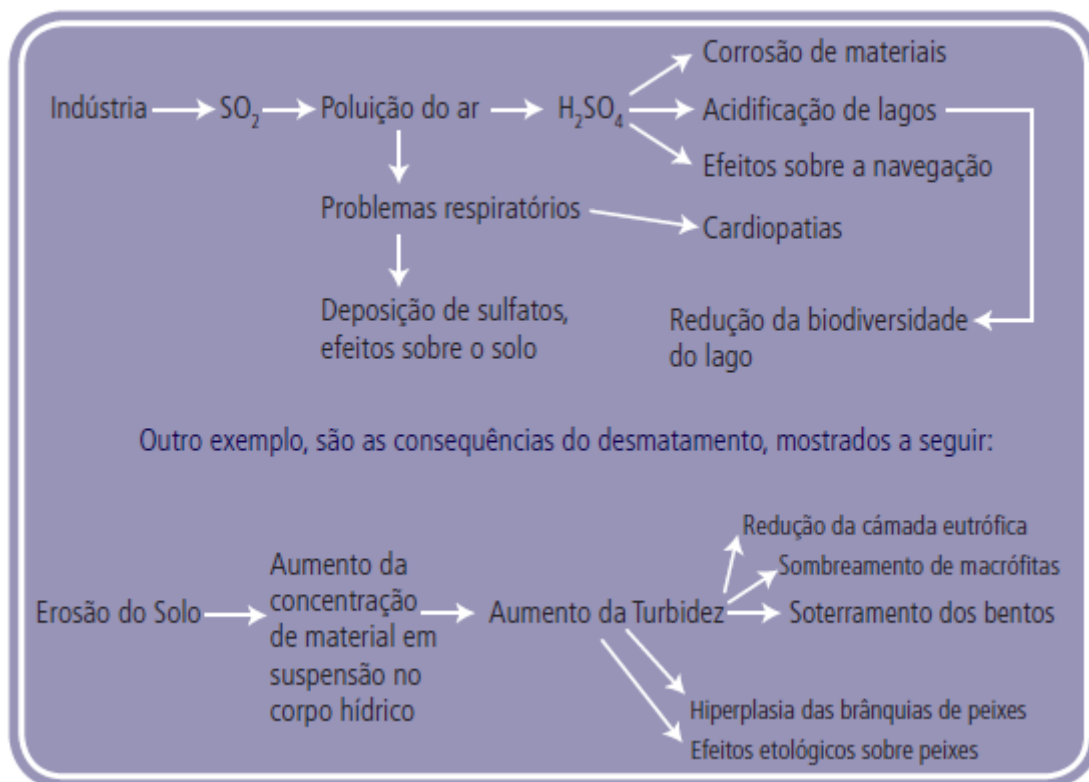 Corrosão de materiais
Indústria SO₂ Poluição do ar H₂SO₄ Acidificação de lagos
Efeitos sobre a navegação
Problemas respiratórios
Cardiopatias
Deposição de sulfatos,
efeitos sobre o solo
Redução da biodiversidade
do lago
Outro exemplo, são as consequências do desmatamento, mostrados a seguir:
Redução da cámada eutrófica
Sombreamento de macrófitas
Erosão do Solo
Aumento da
concentração
de material em
suspensão no
corpo hídrico
Aumento da Turbidez
Soterramento dos bentos
Hiperplasia das brânquias de peixes
Efeitos etológicos sobre peixes